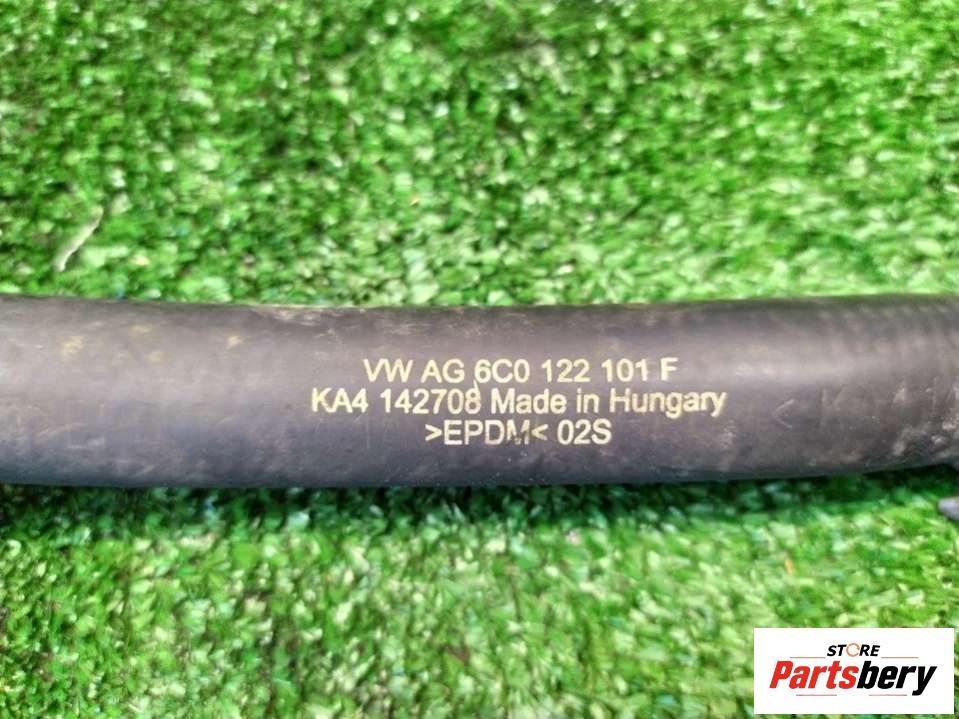 VW AG 6C0 122 101 F
KA4 142708 Made in Hungary
>EPDM< 02S
STORE
Partsbery